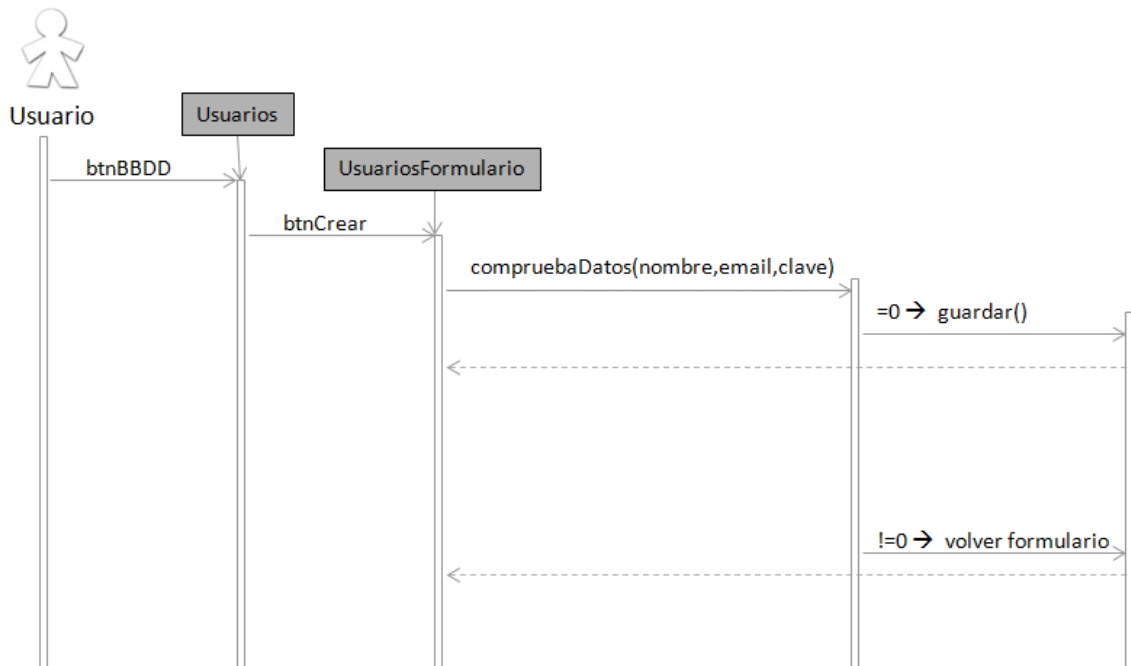 Usuario
Usuarios
btnBBDD
UsuariosFormulario
btnCrear
compruebaDatos(nombre,email,clave)
=0 → guardar()
!=0 → volver formulario